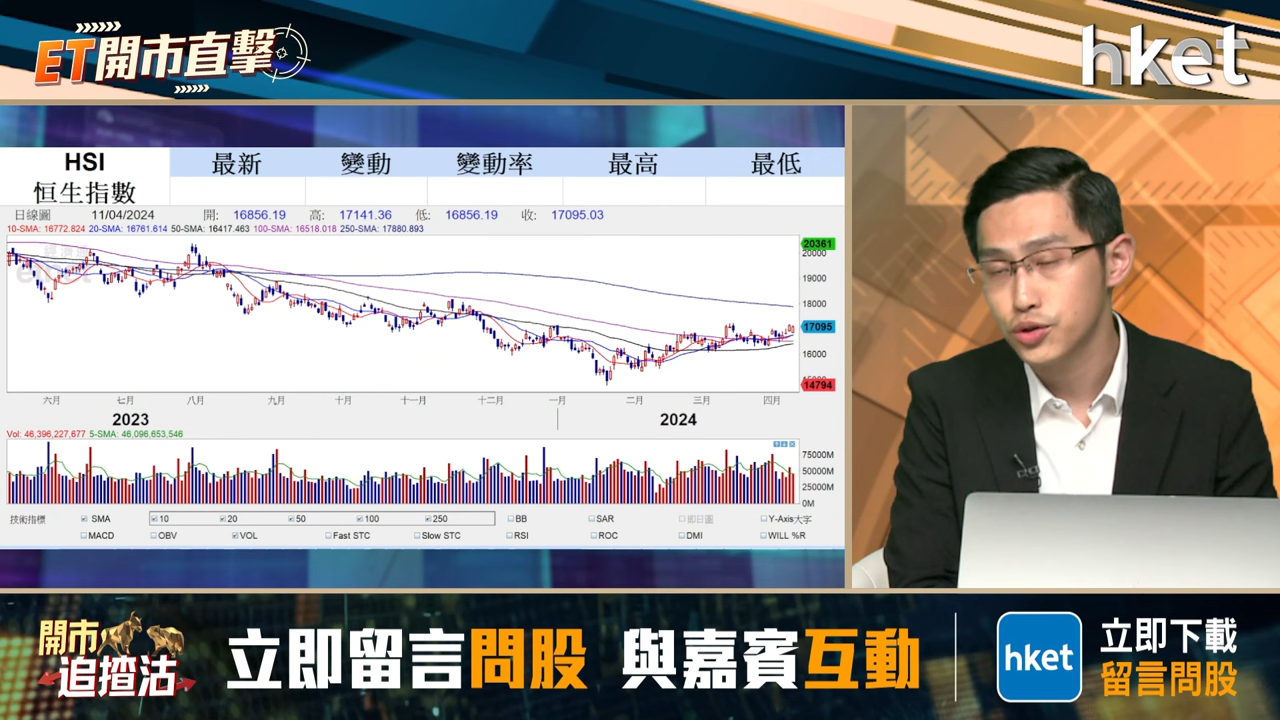 ET開市直擊
hket
HSI 最新 變動 變動率 最高 最低
恒生指數
日線圖 11/04/2024 開: 16856.19 高: 17141.36 低: 16856.19 收: 17095.03
10-SMA: 16772.824 20-SMA: 16761.614 50-SMA: 16417.463 100-SMA: 16518.018 250-SMA: 17880.893
20361
20000
19000
18000
17095
16000
14794
六月 七月 八月 九月 十月 十一月 十二月 一月 二月 三月 四月
2023 2024
Vol: 46,396,227,677 5-SMA: 46,096,653,546
75000M
50000M
25000M
0M
技術指標 SMA 10 20 50 100 250 BB SAR 即日圖 Y-Axis大字
MACD OBV VOL Fast STC Slow STC RSI ROC DMI WILL %R
開市
追揸沽
立即留言問股 與嘉賓互動
hket
立即下載
留言問股